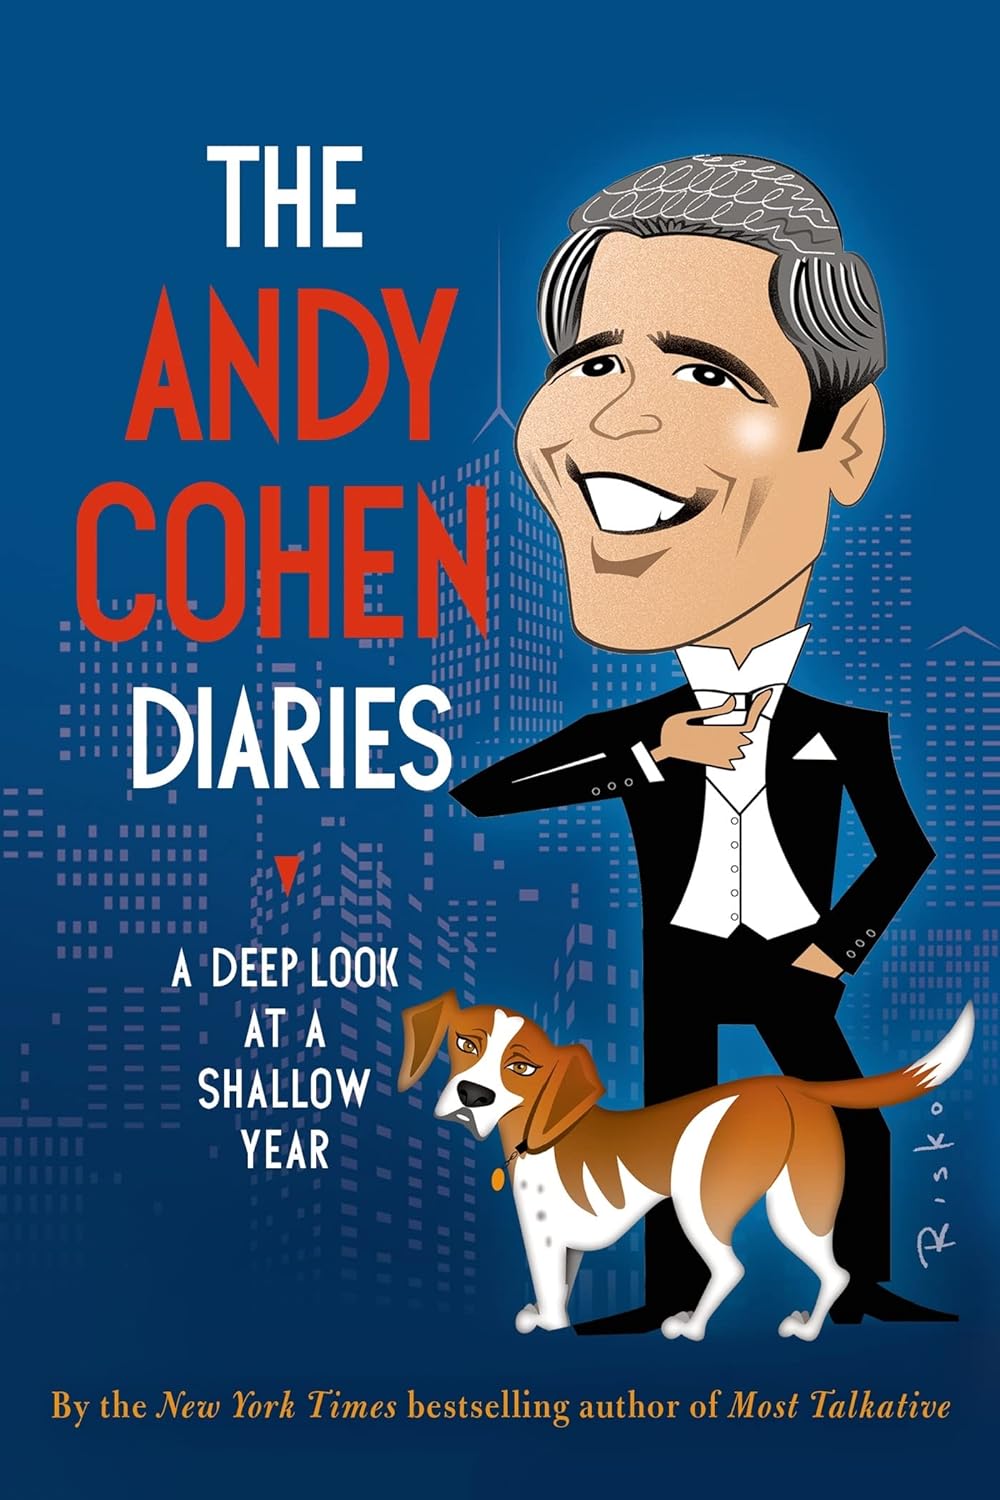 THE
ANDY
COHEN
DIARIES
A DEEP LOOK
AT A
SHALLOW
YEAR
Risko
By the New York Times bestselling author of Most Talkative